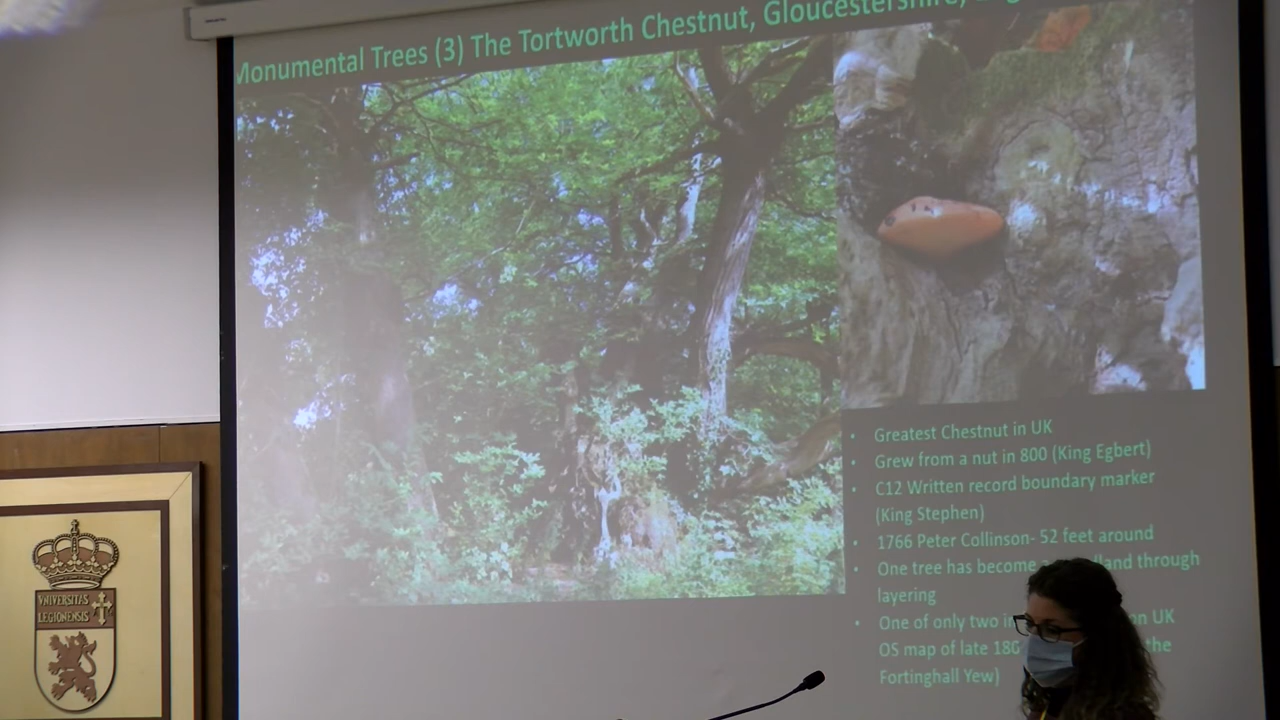 Monumental Trees (3) The Tortworth Chestnut, Gloucestershire,
• Greatest Chestnut in UK
• Grew from a nut in 800 (King Egbert)
• C12 Written record boundary marker
(King Stephen)
• 1766 Peter Collinson- 52 feet around
• One tree has become through
layering
• One of only two UK
OS map of late the
Fortinghall Yew)
VNIVERSITAS
LEGIONENSIS